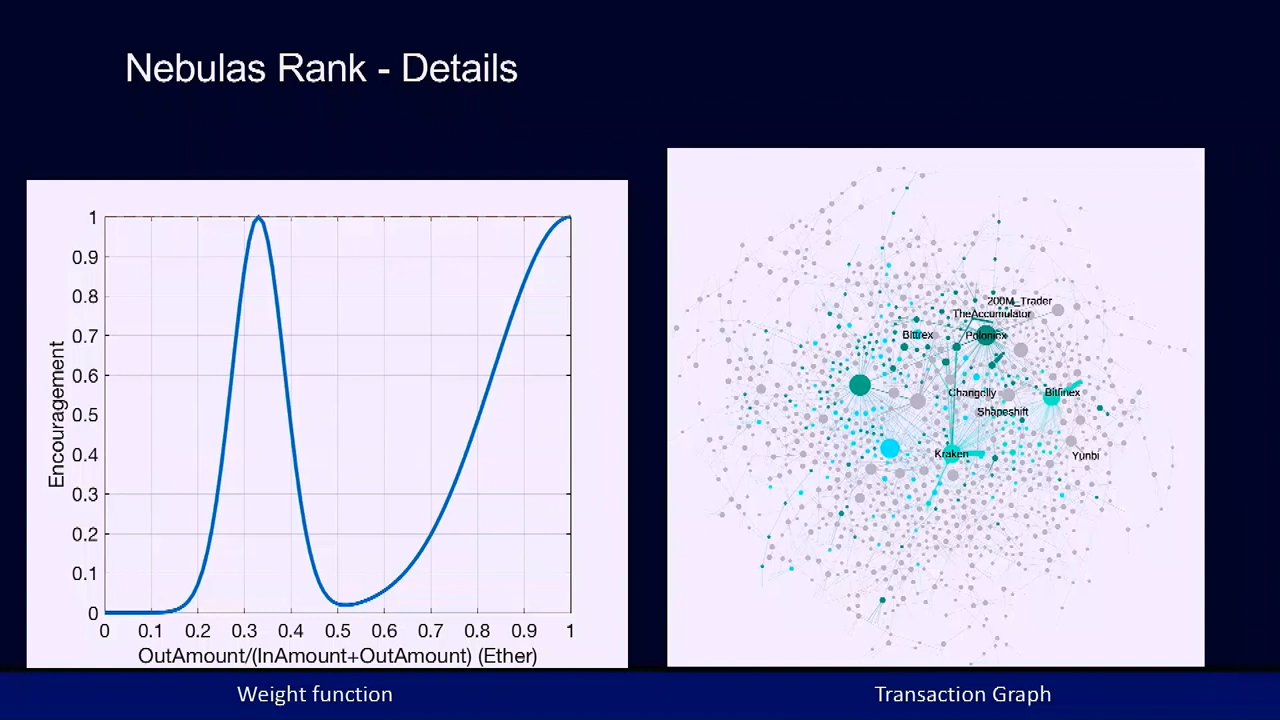 Nebulas Rank - Details
1
0.9
0.8
0.7
0.6
0.5
0.4
0.3
0.2
0.1
0
Encouragement
0 0.1 0.2 0.3 0.4 0.5 0.6 0.7 0.8 0.9 1
OutAmount/(InAmount+OutAmount) (Ether)
Weight function
200M_Trader
TheAccumulator
Bittrex
Poloniex
Changelly
Bitfinex
Shapeshift
Kraken
Yunbi
Transaction Graph